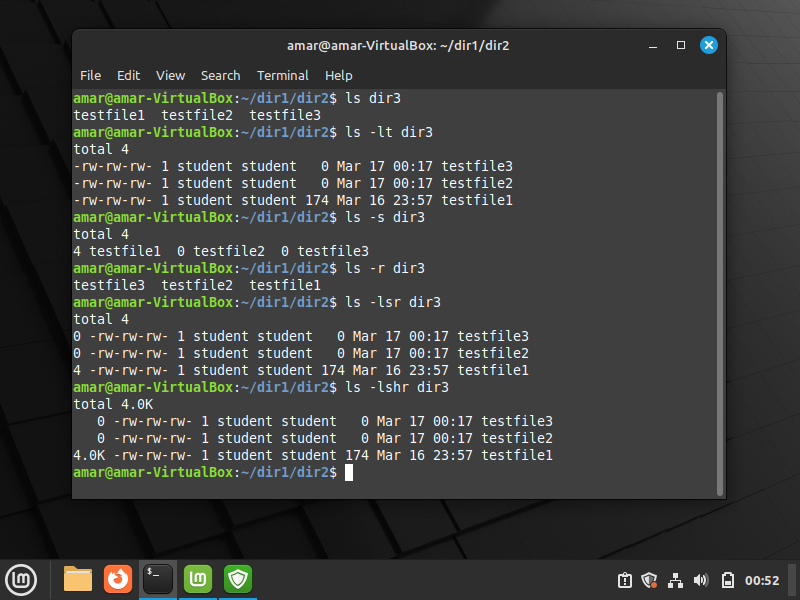 amar@amar-VirtualBox: ~/dir1/dir2
File Edit View Search Terminal Help
amar@amar-VirtualBox:~/dir1/dir2$ ls dir3
testfile1  testfile2  testfile3
amar@amar-VirtualBox:~/dir1/dir2$ ls -lt dir3
total 4
-rw-rw-rw- 1 student student   0 Mar 17 00:17 testfile3
-rw-rw-rw- 1 student student   0 Mar 17 00:17 testfile2
-rw-rw-rw- 1 student student 174 Mar 16 23:57 testfile1
amar@amar-VirtualBox:~/dir1/dir2$ ls -s dir3
total 4
4 testfile1  0 testfile2  0 testfile3
amar@amar-VirtualBox:~/dir1/dir2$ ls -r dir3
testfile3  testfile2  testfile1
amar@amar-VirtualBox:~/dir1/dir2$ ls -lsr dir3
total 4
0 -rw-rw-rw- 1 student student   0 Mar 17 00:17 testfile3
0 -rw-rw-rw- 1 student student   0 Mar 17 00:17 testfile2
4 -rw-rw-rw- 1 student student 174 Mar 16 23:57 testfile1
amar@amar-VirtualBox:~/dir1/dir2$ ls -lshr dir3
total 4.0K
   0 -rw-rw-rw- 1 student student   0 Mar 17 00:17 testfile3
   0 -rw-rw-rw- 1 student student   0 Mar 17 00:17 testfile2
4.0K -rw-rw-rw- 1 student student 174 Mar 16 23:57 testfile1
amar@amar-VirtualBox:~/dir1/dir2$
00:52